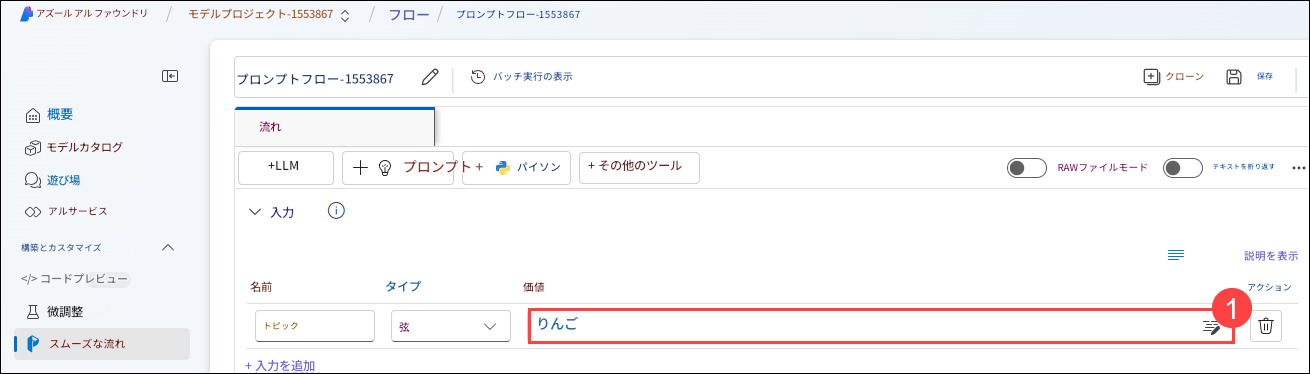 アズール アル ファウンドリ / モデルプロジェクト-1553867 / フロー / プロンプトフロー-1553867
プロンプトフロー-1553867 バッチ実行の表示 クローン 保存
概要
流れ
モデルカタログ
+LLM プロンプト + パイソン + その他のツール RAWファイルモード テキストを折り返す
遊び場
アルサービス
入力
構築とカスタマイズ
説明を表示
</> コードプレビュー
名前 タイプ 価値 アクション
微調整
1
トピック 弦 りんご
スムーズな流れ
+ 入力を追加